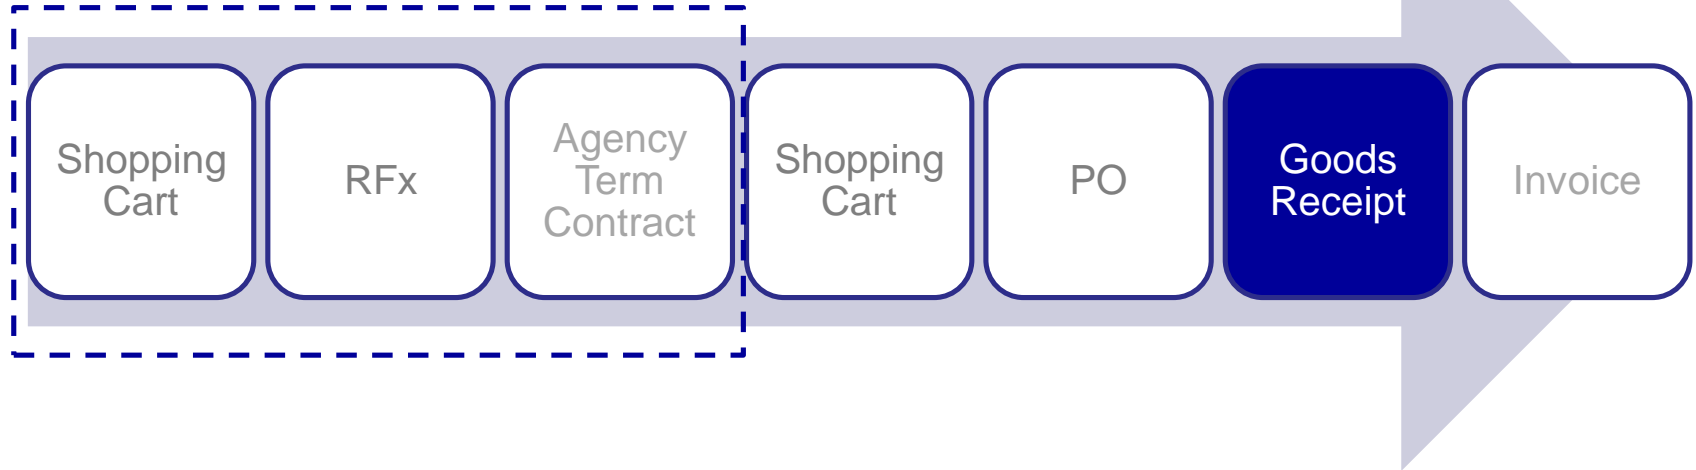 Shopping
Cart
RFx
Agency
Term
Contract
Shopping
Cart
PO
Goods
Receipt
Invoice